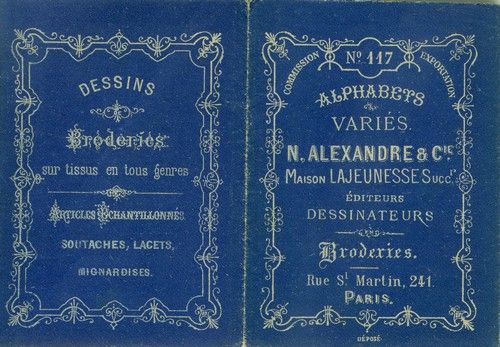 DESSINS
Broderies
sur tissus en tous genres
ARTICLES ÉCHANTILLONNÉS
SOUTACHES, LACETS,
MIGNARDISES.
COMMISSION
No. 117
EXPORTATION
ALPHABETS
VARIÉS.
N. ALEXANDRE & CIE.
MAISON LAJEUNESSE SUCCR.
ÉDITEURS
DESSINATEURS
Broderies.
Rue St. Martin, 241.
PARIS.
DÉPOSÉ